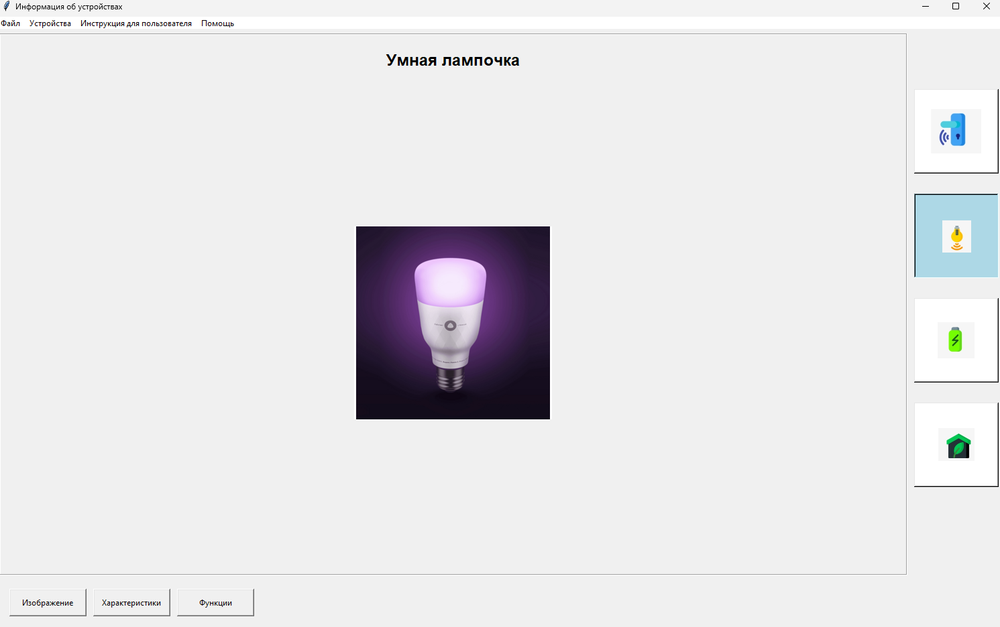 Информация об устройствах
Файл Устройства Инструкция для пользователя Помощь
Умная лампочка
Изображение Характеристики Функции